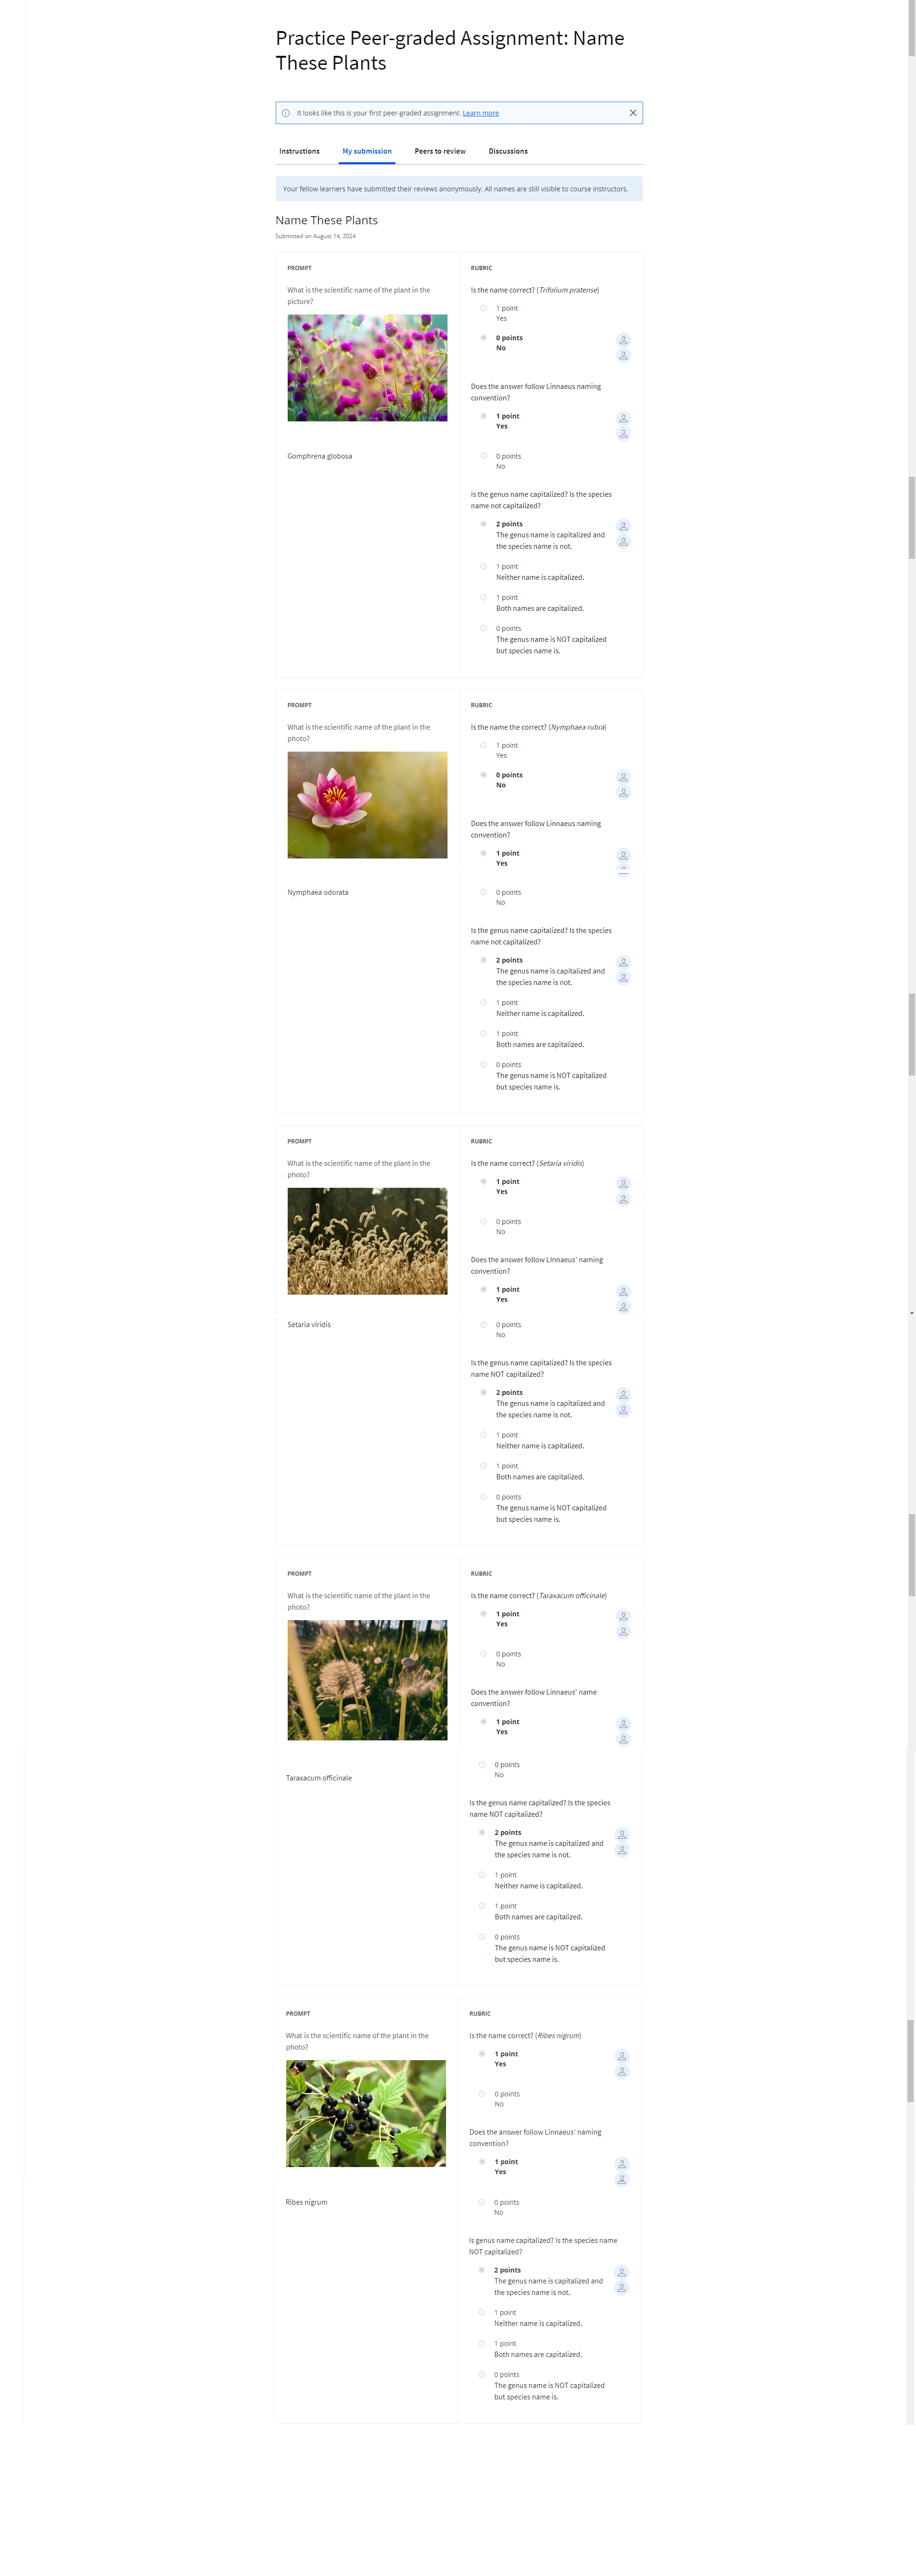 Practice Peer-graded Assignment: Name
These Plants
It looks like this is your first peer-graded assignment. Learn more
Instructions
My submission
Peers to review
Discussions
Your fellow learners have submitted their reviews anonymously. All names are still visible to course instructors.
Name These Plants
Submitted on August 14, 2024
PROMPT
What is the scientific name of the plant in the
picture?
Gomphrena globosa
RUBRIC
Is the name correct? (Trifolium pratense)
1 point
Yes
0 points
No
Does the answer follow Linnaeus naming
convention?
1 point
Yes
0 points
No
Is the genus name capitalized? Is the species
name not capitalized?
2 points
The genus name is capitalized and
the species name is not.
1 point
Neither name is capitalized.
1 point
Both names are capitalized.
0 points
The genus name is NOT capitalized
but species name is.
PROMPT
What is the scientific name of the plant in the
photo?
Nymphaea odorata
RUBRIC
Is the name the correct? (Nymphaea rubra)
1 point
Yes
0 points
No
Does the answer follow Linnaeus naming
convention?
1 point
Yes
0 points
No
Is the genus name capitalized? Is the species
name not capitalized?
2 points
The genus name is capitalized and
the species name is not.
1 point
Neither name is capitalized.
1 point
Both names are capitalized.
0 points
The genus name is NOT capitalized
but species name is.
PROMPT
What is the scientific name of the plant in the
photo?
Setaria viridis
RUBRIC
Is the name correct? (Setaria viridis)
1 point
Yes
0 points
No
Does the answer follow LInnaeus' naming
convention?
1 point
Yes
0 points
No
Is the genus name capitalized? Is the species
name NOT capitalized?
2 points
The genus name is capitalized and
the species name is not.
1 point
Neither name is capitalized.
1 point
Both names are capitalized.
0 points
The genus name is NOT capitalized
but species name is.
PROMPT
What is the scientific name of the plant in the
photo?
Taraxacum officinale
RUBRIC
Is the name correct? (Taraxacum officinale)
1 point
Yes
0 points
No
Does the answer follow Linnaeus' name
convention?
1 point
Yes
0 points
No
Is the genus name capitalized? Is the species
name NOT capitalized?
2 points
The genus name is capitalized and
the species name is not.
1 point
Neither name is capitalized.
1 point
Both names are capitalized.
0 points
The genus name is NOT capitalized
but species name is.
PROMPT
What is the scientific name of the plant in the
photo?
Ribes nigrum
RUBRIC
Is the name correct? (Ribes nigrum)
1 point
Yes
0 points
No
Does the answer follow Linnaeus' naming
convention?
1 point
Yes
0 points
No
Is genus name capitalized? Is the species name
NOT capitalized?
2 points
The genus name is capitalized and
the species name is not.
1 point
Neither name is capitalized.
1 point
Both names are capitalized.
0 points
The genus name is NOT capitalized
but species name is.